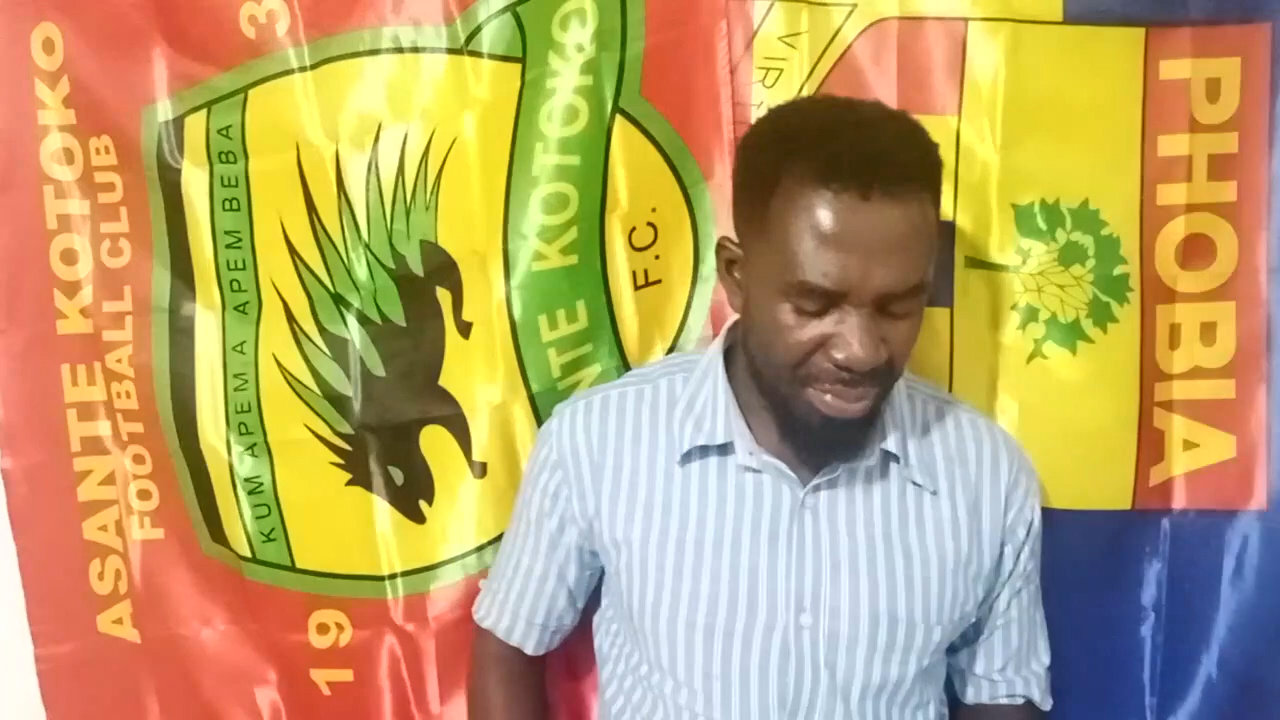 ASANTE KOTOKO
FOOTBALL CLUB
19
3
KUM APEM A APEM BEBA
NTE KOTOKO
F.C.
PHOBIA